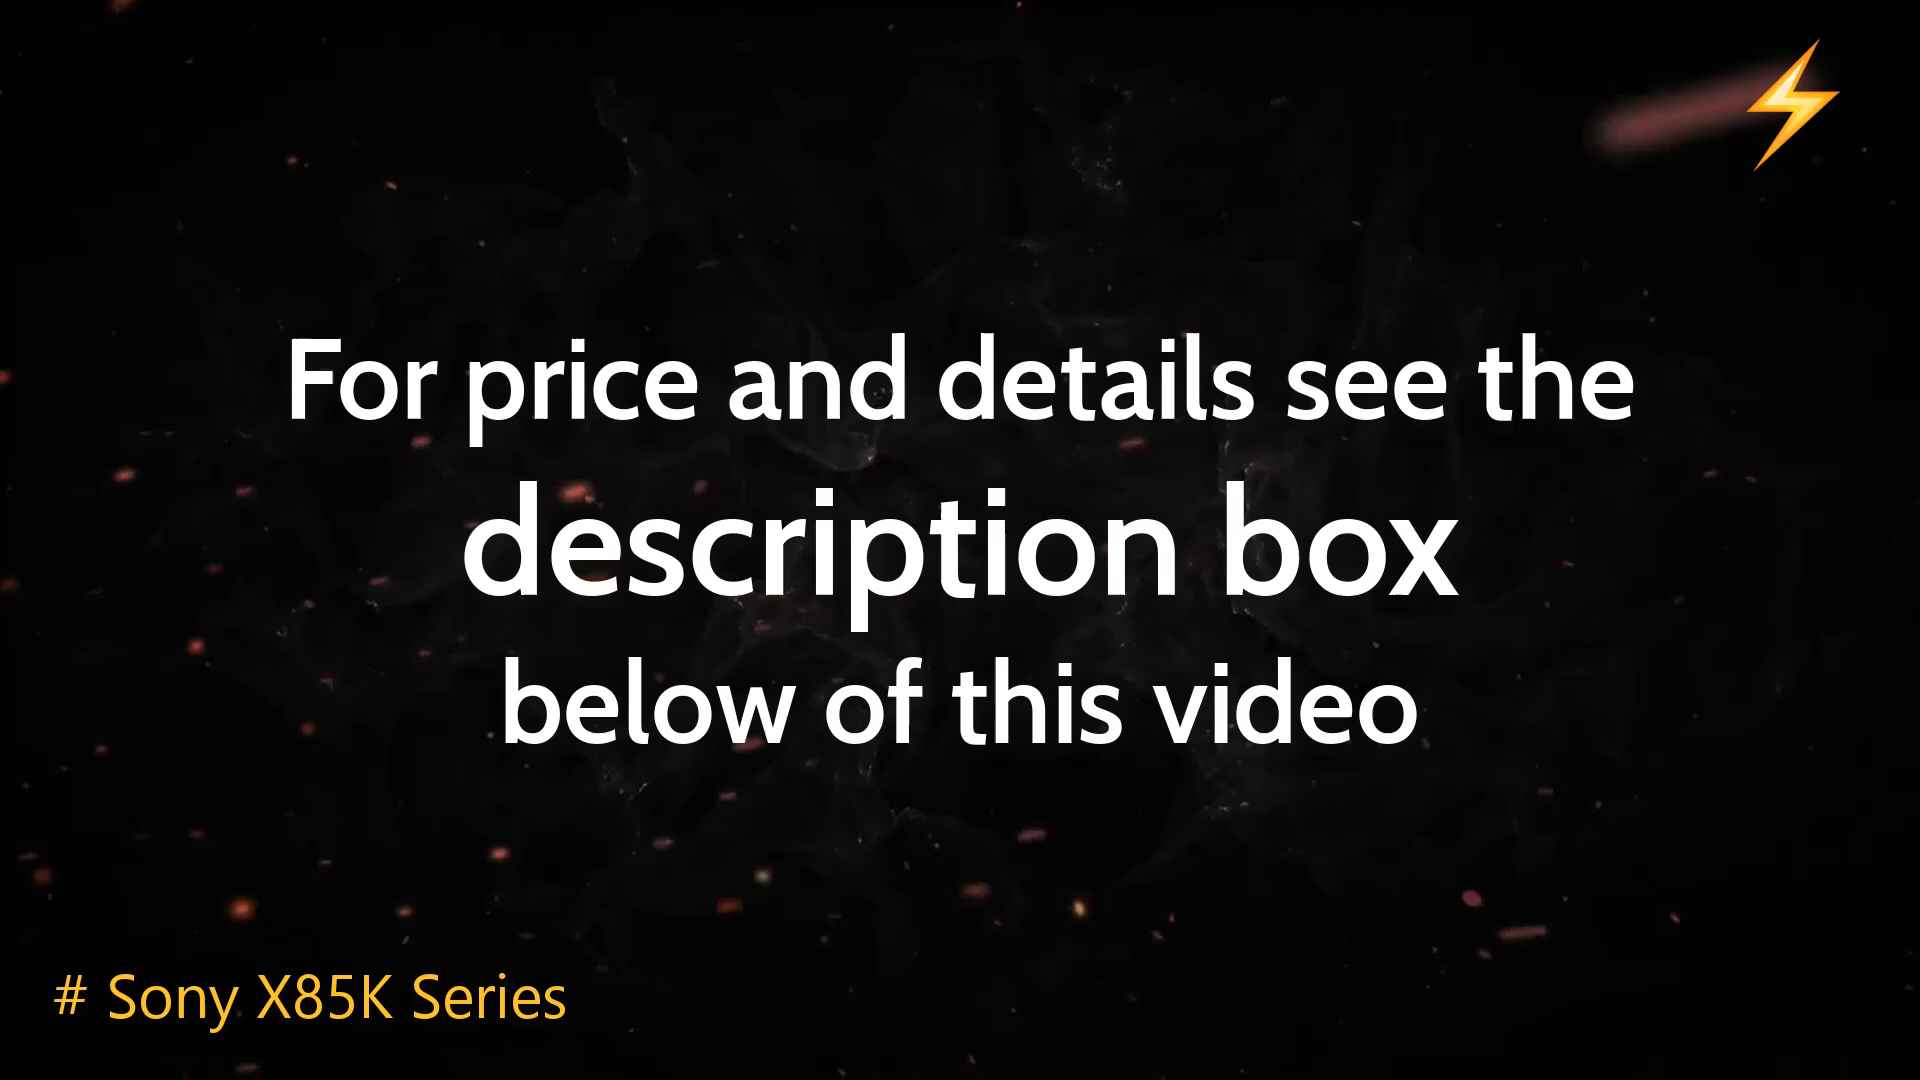 For price and details see the
description box
below of this video
# Sony X85K Series